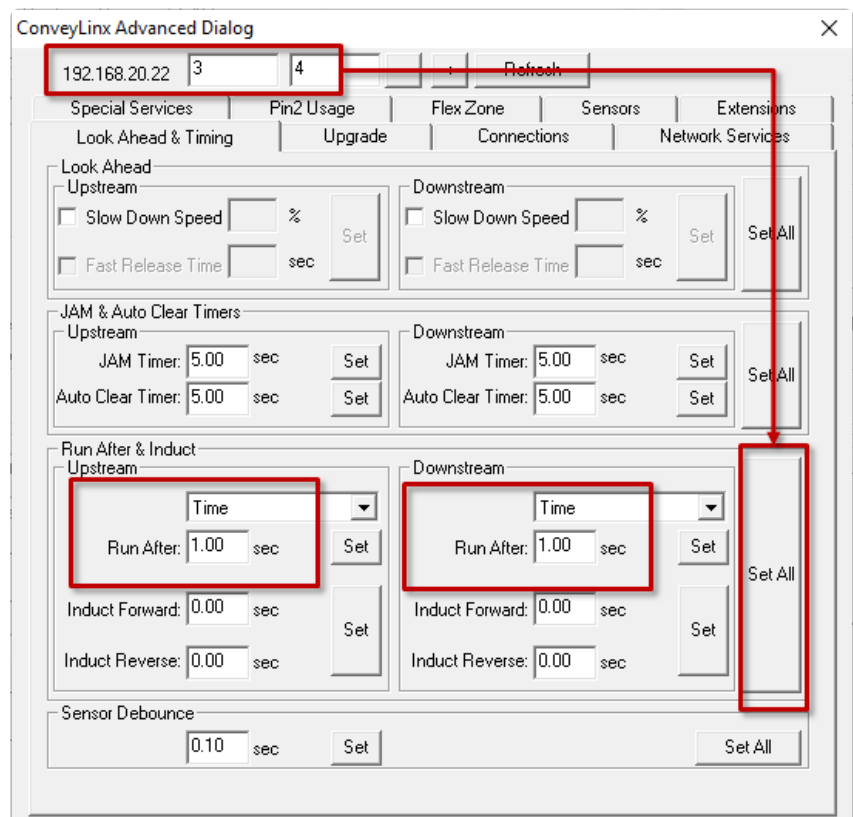 ConveyLinx Advanced Dialog
192.168.20.22 3 4 + Refresh
Special Services Pin2 Usage Flex Zone Sensors Extensions
Look Ahead & Timing Upgrade Connections Network Services
Look Ahead
Upstream Downstream
Slow Down Speed % Set Slow Down Speed % Set Set All
Fast Release Time sec Fast Release Time sec
JAM & Auto Clear Timers
Upstream Downstream
JAM Timer: 5.00 sec Set JAM Timer: 5.00 sec Set Set All
Auto Clear Timer: 5.00 sec Set Auto Clear Timer: 5.00 sec Set
Run After & Induct
Upstream Downstream
Time Time
Run After: 1.00 sec Set Run After: 1.00 sec Set Set All
Induct Forward: 0.00 sec Set Induct Forward: 0.00 sec Set
Induct Reverse: 0.00 sec Induct Reverse: 0.00 sec
Sensor Debounce
0.10 sec Set Set All